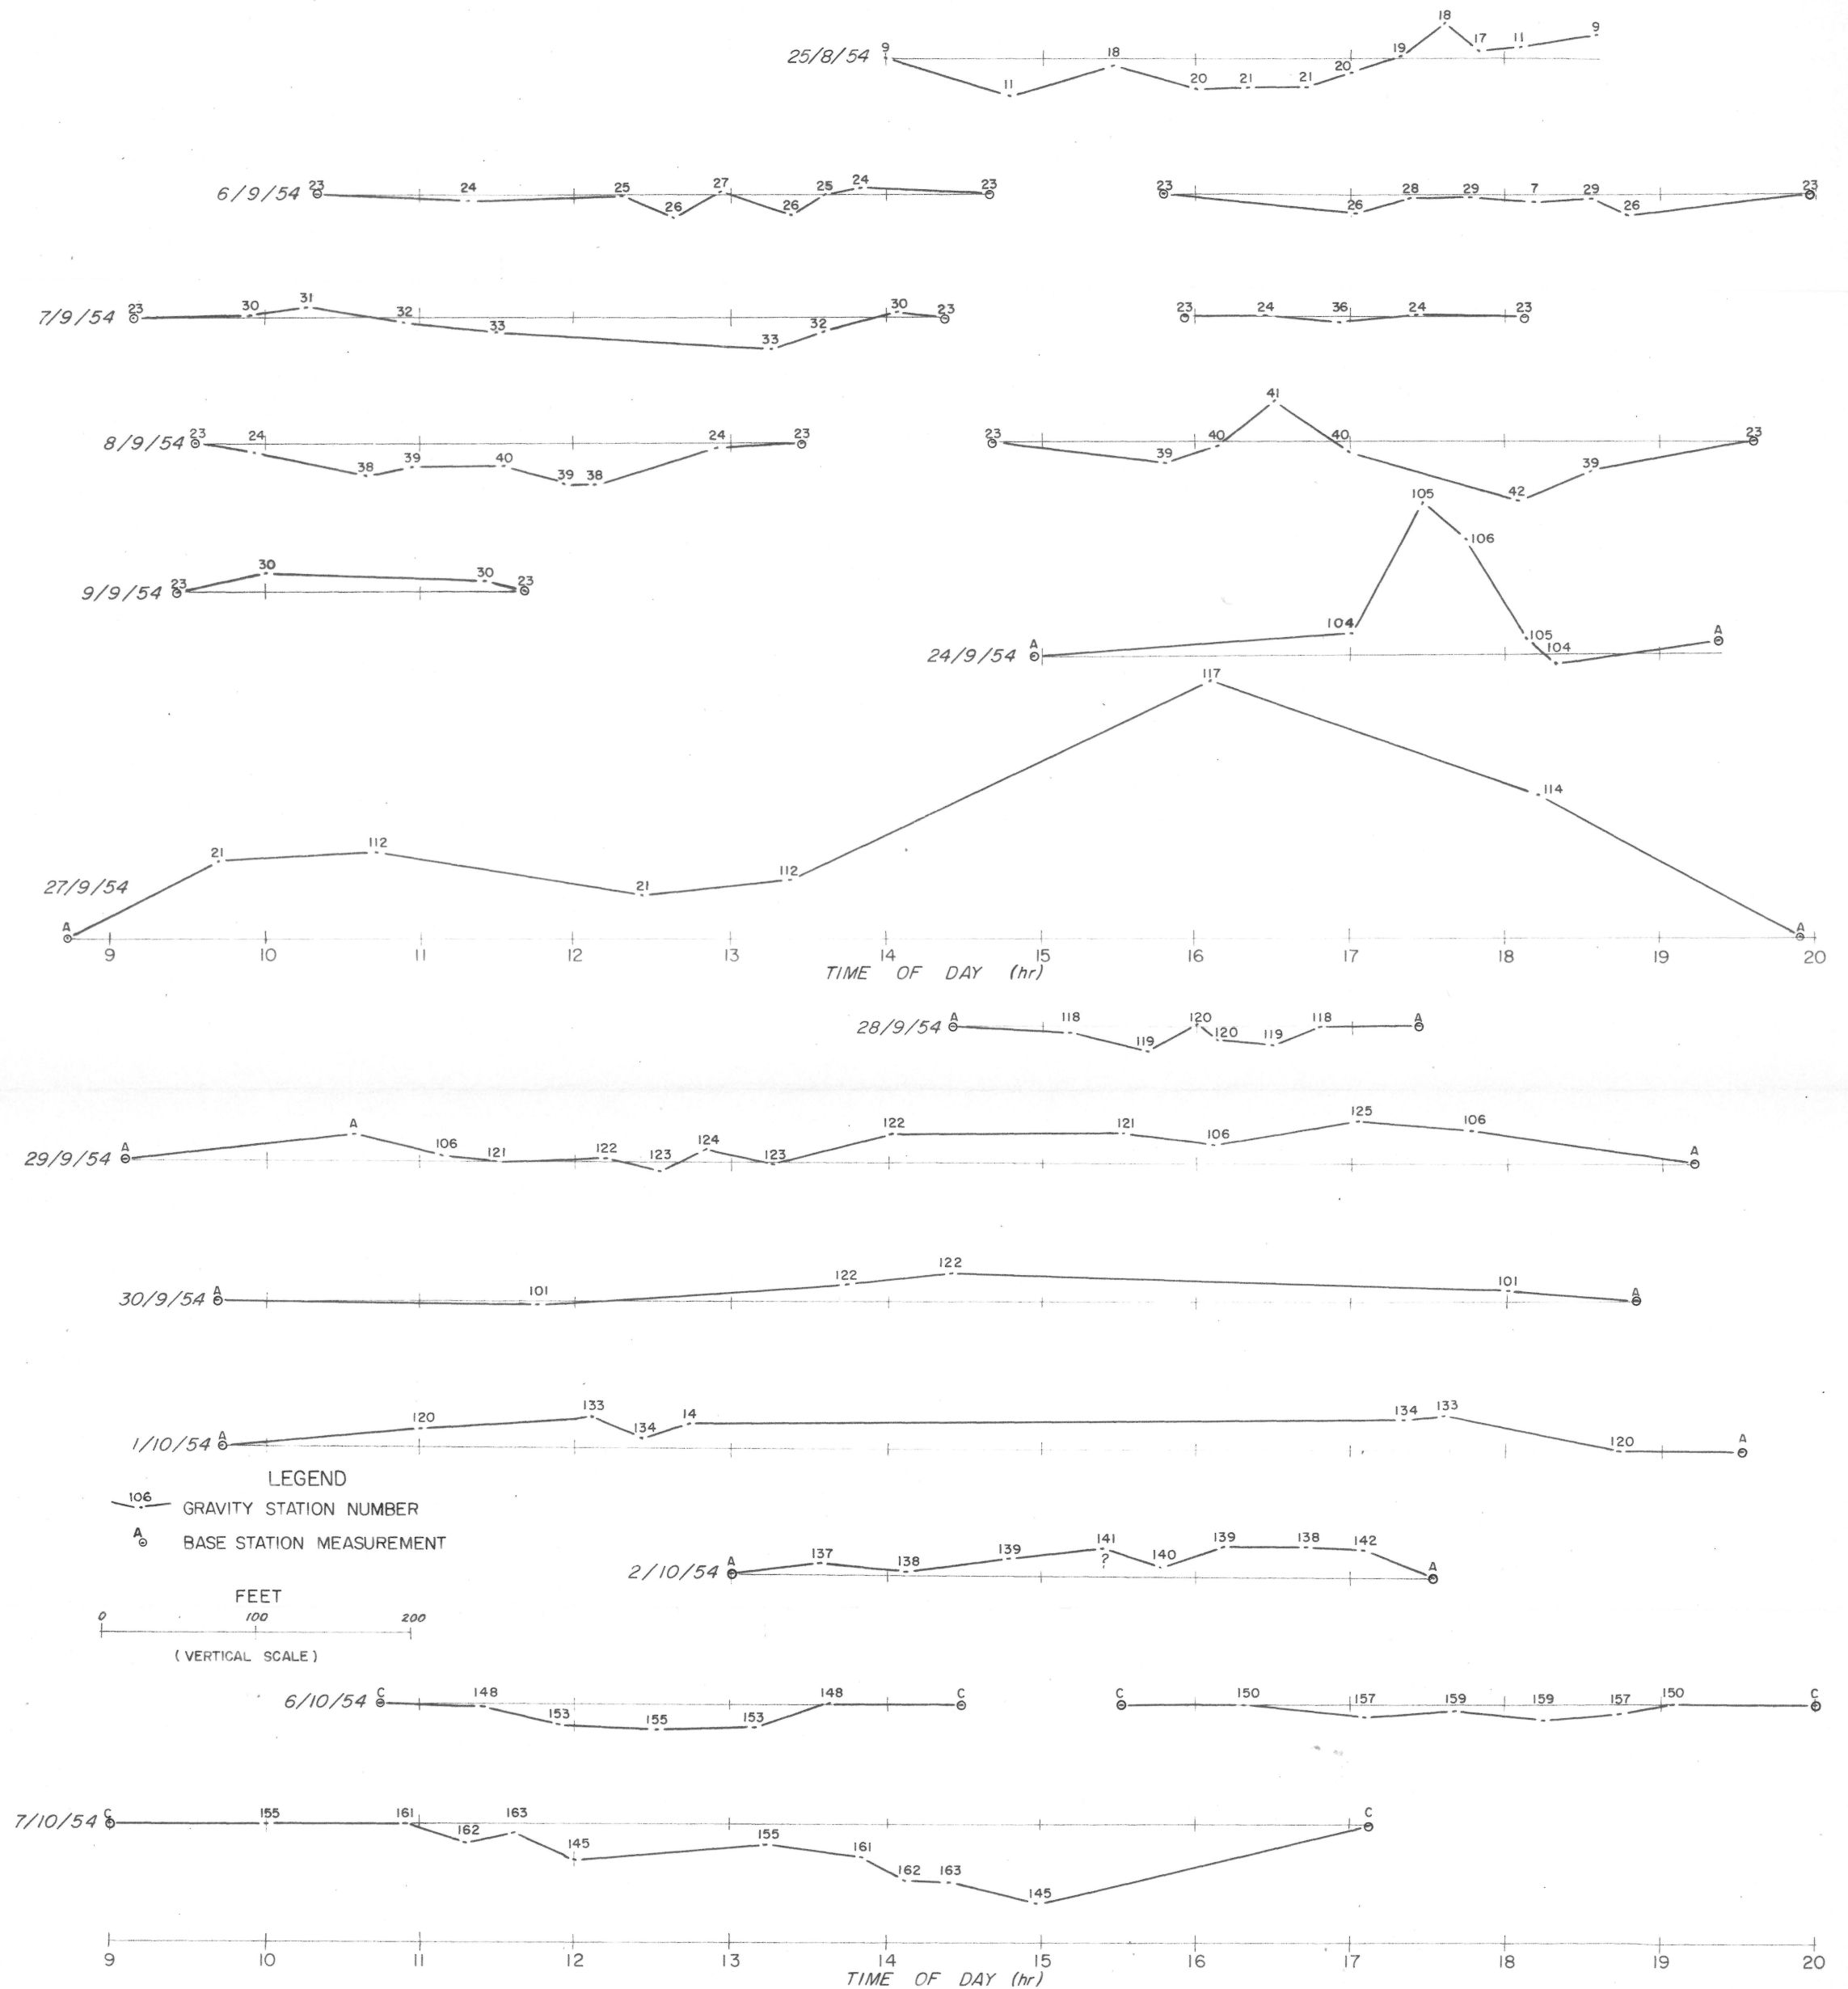 25/8/54 9 11 18 20 21 21 20 19 18 17 11 9
6/9/54 23 24 25 26 27 26 25 24 23 23 26 28 29 7 29 26 23
7/9/54 23 30 31 32 33 33 32 30 23 23 24 36 24 23
8/9/54 23 24 38 39 40 39 38 24 23 23 39 40 41 40 42 39 23
9/9/54 23 30 30 23
24/9/54 A 104 105 106 105 104 A
27/9/54 A 21 112 21 112 117 114 A
9 10 11 12 13 14 15 16 17 18 19 20
TIME OF DAY (hr)
28/9/54 A 118 119 120 120 119 118 A
29/9/54 A A 106 121 122 123 124 123 122 121 106 125 106 A
30/9/54 A 101 122 122 101 A
1/10/54 A 120 133 134 14 134 133 120 A
LEGEND
106 GRAVITY STATION NUMBER
A BASE STATION MEASUREMENT
2/10/54 A 137 138 139 141 ? 140 139 138 142 A
FEET
0 100 200
(VERTICAL SCALE)
6/10/54 C 148 153 155 153 148 C C 150 157 159 159 157 150 C
7/10/54 C 155 161 162 163 145 155 161 162 163 145 C
9 10 11 12 13 14 15 16 17 18 19 20
TIME OF DAY (hr)